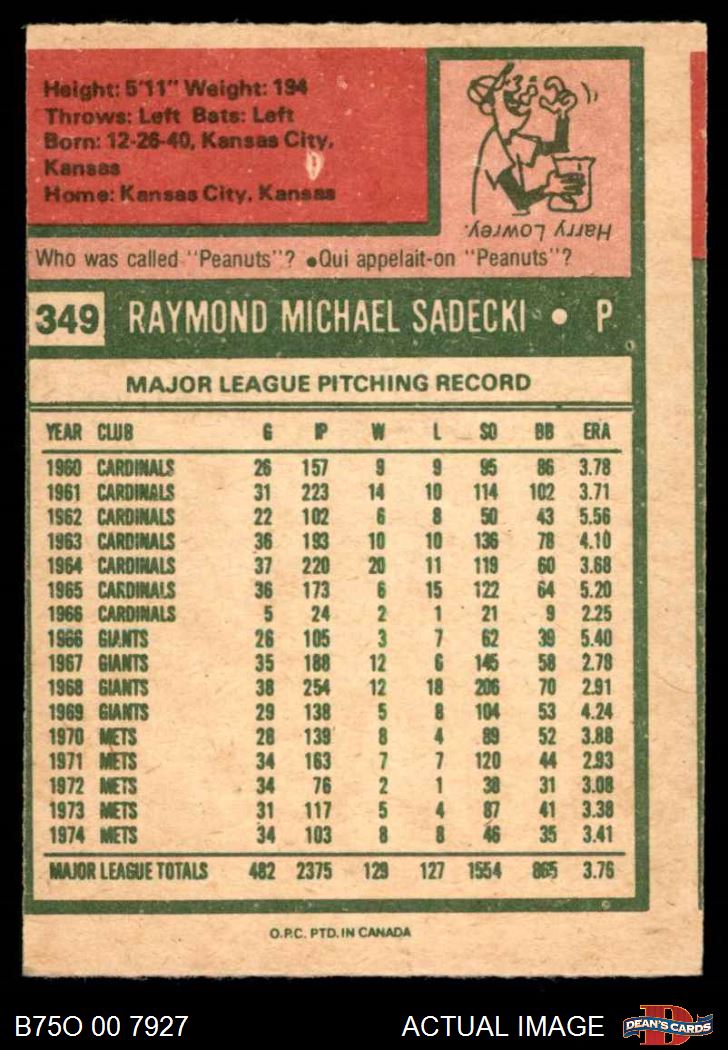 Height: 5'11" Weight: 194
Throws: Left Bats: Left
Born: 12-26-40, Kansas City,
Kansas
Home: Kansas City, Kansas
Harry Lowrey.
Who was called "Peanuts"? •Qui appelait-on "Peanuts"?
349 RAYMOND MICHAEL SADECKI • P
MAJOR LEAGUE PITCHING RECORD
YEAR CLUB G IP W L SO BB ERA
1960 CARDINALS 26 157 9 9 95 86 3.78
1961 CARDINALS 31 223 14 10 114 102 3.71
1962 CARDINALS 22 102 6 8 50 43 5.56
1963 CARDINALS 36 193 10 10 136 78 4.10
1964 CARDINALS 37 220 20 11 119 60 3.68
1965 CARDINALS 36 173 6 15 122 64 5.20
1966 CARDINALS 5 24 2 1 21 9 2.25
1966 GIANTS 26 105 3 7 62 39 5.40
1967 GIANTS 35 188 12 6 145 58 2.78
1968 GIANTS 38 254 12 18 206 70 2.91
1969 GIANTS 29 138 5 8 104 53 4.24
1970 METS 28 139 8 4 89 52 3.88
1971 METS 34 163 7 7 120 44 2.93
1972 METS 34 76 2 1 38 31 3.08
1973 METS 31 117 5 4 87 41 3.38
1974 METS 34 103 8 8 46 35 3.41
MAJOR LEAGUE TOTALS 482 2375 129 127 1554 865 3.76
O.P.C. PTD. IN CANADA
B75O 00 7927 ACTUAL IMAGE D DEAN'S CARDS